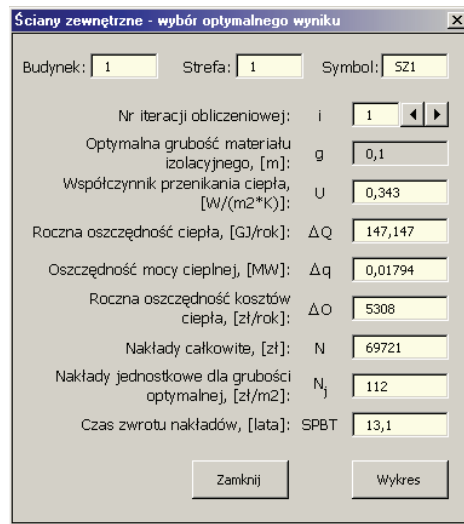 Ściany zewnętrzne - wybór optymalnego wyniku
Budynek: 1 Strefa: 1 Symbol: SZ1
Nr iteracji obliczeniowej: i 1
Optymalna grubość materiału
izolacyjnego, [m]: g 0,1
Współczynnik przenikania ciepła,
[W/(m2*K)]: U 0,343
Roczna oszczędność ciepła, [GJ/rok]: ΔQ 147,147
Oszczędność mocy cieplnej, [MW]: Δq 0,01794
Roczna oszczędność kosztów
ciepła, [zł/rok]: ΔO 5308
Nakłady całkowite, [zł]: N 69721
Nakłady jednostkowe dla grubości
optymalnej, [zł/m2]: Nj 112
Czas zwrotu nakładów, [lata]: SPBT 13,1
Zamknij Wykres